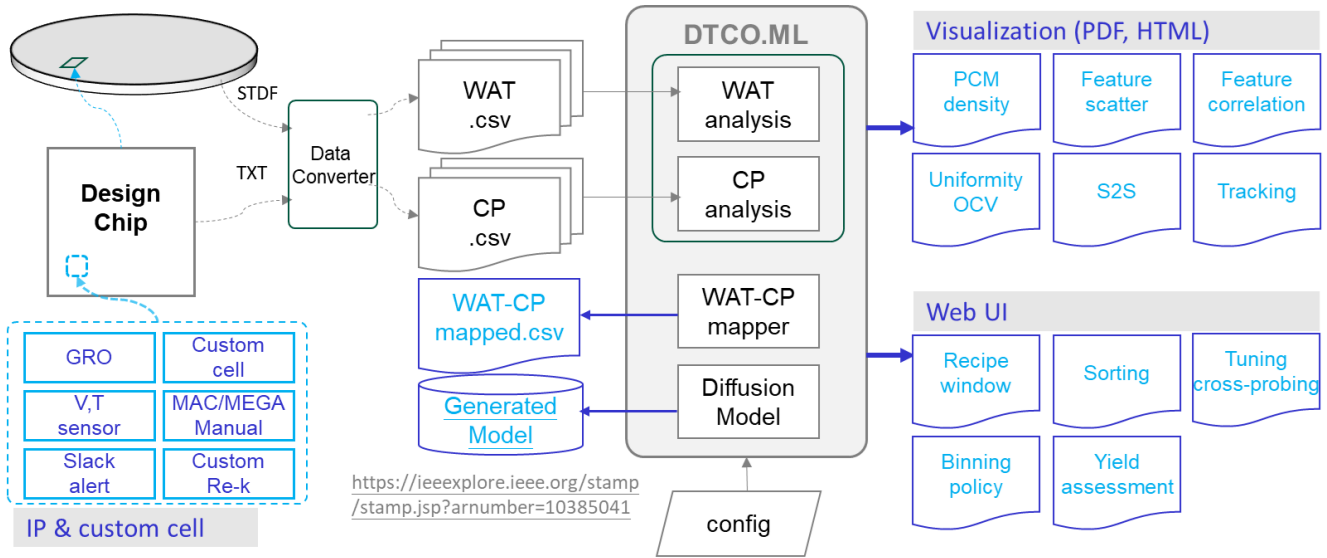 STDF
TXT
Design
Chip
Data
Converter
WAT
.csv
CP
.csv
WAT-CP
mapped.csv
Generated
Model
DTCO.ML
WAT
analysis
CP
analysis
WAT-CP
mapper
Diffusion
Model
config
https://ieeexplore.ieee.org/stamp
/stamp.jsp?arnumber=10385041
GRO
Custom
cell
V,T
sensor
MAC/MEGA
Manual
Slack
alert
Custom
Re-k
IP & custom cell
Visualization (PDF, HTML)
PCM
density
Feature
scatter
Feature
correlation
Uniformity
OCV
S2S
Tracking
Web UI
Recipe
window
Sorting
Tuning
cross-probing
Binning
policy
Yield
assessment